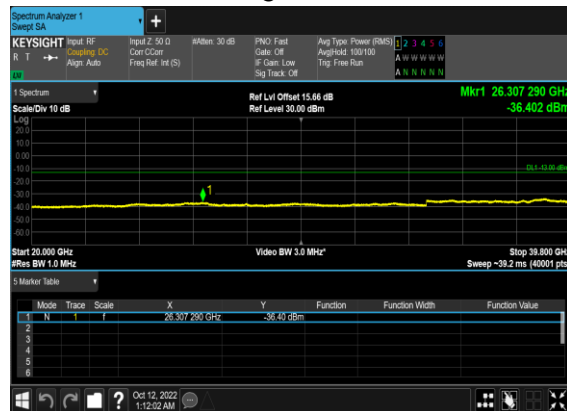 Spectrum Analyzer 1
Swept SA
+
KEYSIGHT Input: RF Input Z: 50 Ω #Atten: 30 dB PNO: Fast Avg Type: Power (RMS) 1 2 3 4 5 6
R T Coupling: DC Corr CCorr Gate: Off Avg|Hold: 100/100 A W W W W W
Align: Auto Freq Ref: Int (S) IF Gain: Low Trig: Free Run A N N N N N
Sig Track: Off
1 Spectrum
Ref Lvl Offset 15.66 dB Mkr1 26.307 290 GHz
Scale/Div 10 dB Ref Level 30.00 dBm -36.402 dBm
Log
20.0
10.0
0.00
-10.0 DL1 -13.00 dBm
-20.0
-30.0 1
-40.0
-50.0
-60.0
Start 20.000 GHz Video BW 3.0 MHz* Stop 39.800 GHz
#Res BW 1.0 MHz Sweep ~39.2 ms (40001 pts)
5 Marker Table
Mode Trace Scale X Y Function Function Width Function Value
1 N 1 f 26.307 290 GHz -36.40 dBm
2
3
4
5
6
? Oct 12, 2022
1:12:02 AM